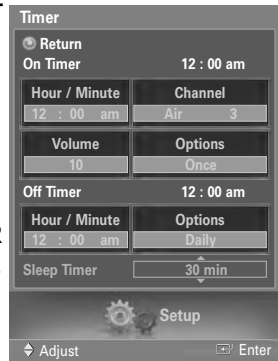 Timer
Return
On Timer 12 : 00 am
Hour / Minute Channel
12 : 00 am Air 3
Volume Options
10 Once
Off Timer 12 : 00 am
Hour / Minute Options
12 : 00 am Daily
Sleep Timer 30 min
Setup
Adjust Enter